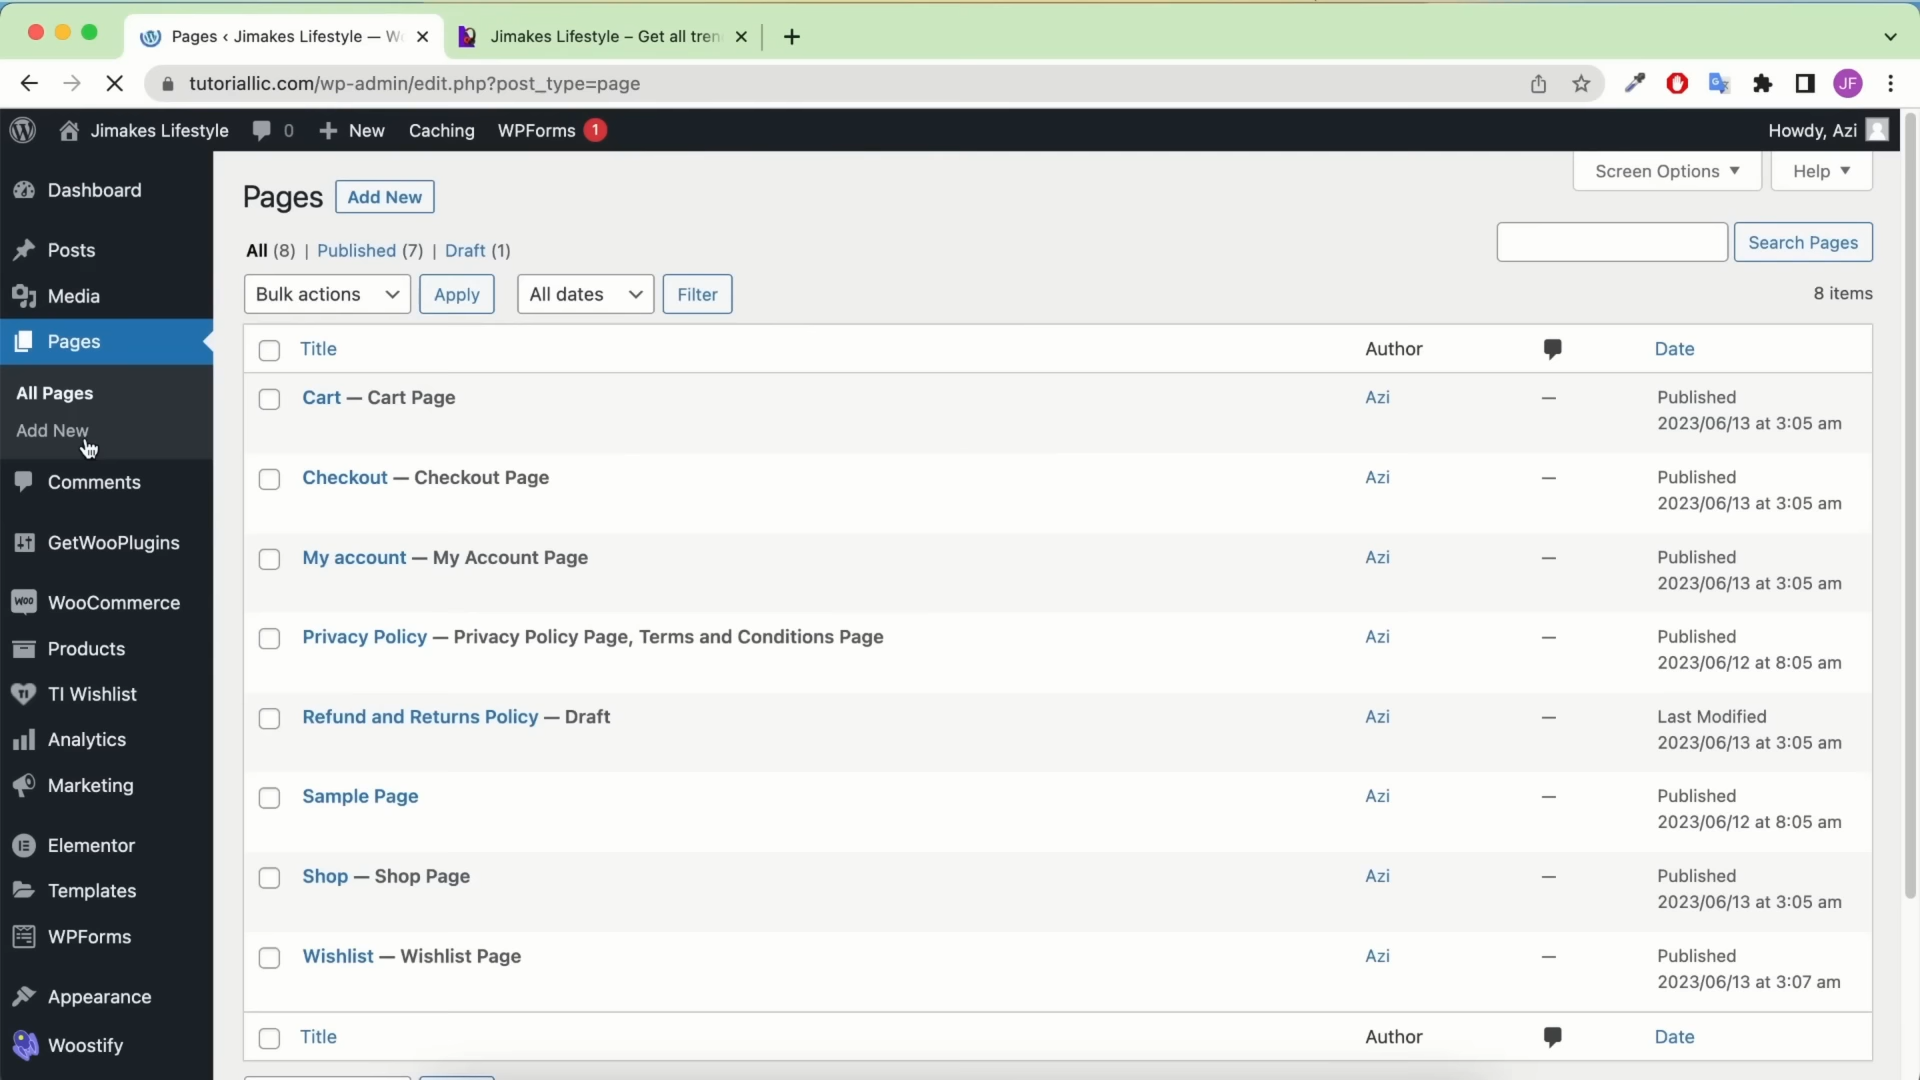 Pages ‹ Jimakes Lifestyle — W
Jimakes Lifestyle – Get all tren
tutoriallic.com/wp-admin/edit.php?post_type=page
JF
Jimakes Lifestyle
0
New
Caching
WPForms
1
Howdy, Azi
Dashboard
Posts
Media
Pages
All Pages
Add New
Comments
GetWooPlugins
WOO
WooCommerce
Products
TI
TI Wishlist
Analytics
Marketing
Elementor
Templates
WPForms
Appearance
Woostify
Screen Options
Help
Pages
Add New
All (8) | Published (7) | Draft (1)
Search Pages
Bulk actions
Apply
All dates
Filter
8 items
Title Author Date
Cart — Cart Page Azi — Published
2023/06/13 at 3:05 am
Checkout — Checkout Page Azi — Published
2023/06/13 at 3:05 am
My account — My Account Page Azi — Published
2023/06/13 at 3:05 am
Privacy Policy — Privacy Policy Page, Terms and Conditions Page Azi — Published
2023/06/12 at 8:05 am
Refund and Returns Policy — Draft Azi — Last Modified
2023/06/13 at 3:05 am
Sample Page Azi — Published
2023/06/12 at 8:05 am
Shop — Shop Page Azi — Published
2023/06/13 at 3:05 am
Wishlist — Wishlist Page Azi — Published
2023/06/13 at 3:07 am
Title Author Date